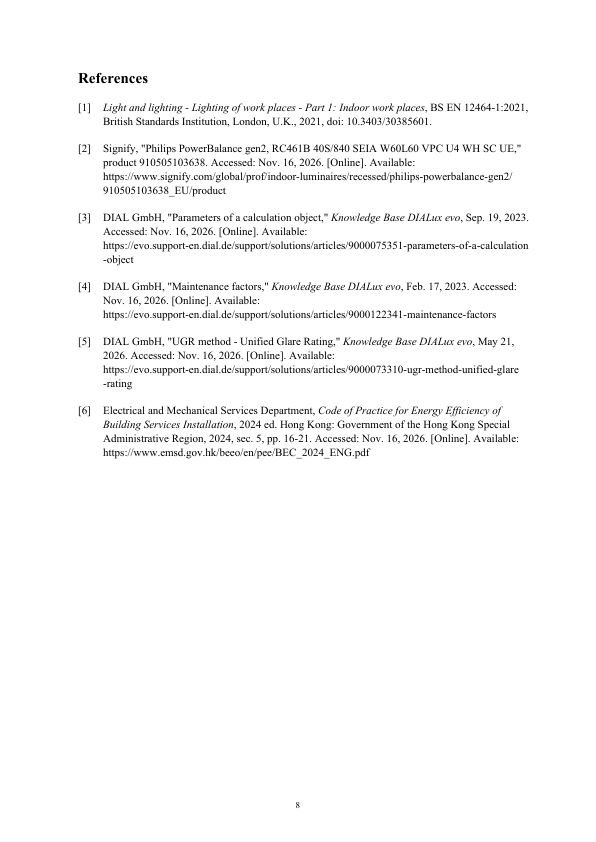 References
[1] Light and lighting - Lighting of work places - Part 1: Indoor work places, BS EN 12464-1:2021,
British Standards Institution, London, U.K., 2021, doi: 10.3403/30385601.
[2] Signify, "Philips PowerBalance gen2, RC461B 40S/840 SEIA W60L60 VPC U4 WH SC UE,"
product 910505103638. Accessed: Nov. 16, 2026. [Online]. Available:
https://www.signify.com/global/prof/indoor-luminaires/recessed/philips-powerbalance-gen2/
910505103638_EU/product
[3] DIAL GmbH, "Parameters of a calculation object," Knowledge Base DIALux evo, Sep. 19, 2023.
Accessed: Nov. 16, 2026. [Online]. Available:
https://evo.support-en.dial.de/support/solutions/articles/9000075351-parameters-of-a-calculation
-object
[4] DIAL GmbH, "Maintenance factors," Knowledge Base DIALux evo, Feb. 17, 2023. Accessed:
Nov. 16, 2026. [Online]. Available:
https://evo.support-en.dial.de/support/solutions/articles/9000122341-maintenance-factors
[5] DIAL GmbH, "UGR method - Unified Glare Rating," Knowledge Base DIALux evo, May 21,
2026. Accessed: Nov. 16, 2026. [Online]. Available:
https://evo.support-en.dial.de/support/solutions/articles/9000073310-ugr-method-unified-glare
-rating
[6] Electrical and Mechanical Services Department, Code of Practice for Energy Efficiency of
Building Services Installation, 2024 ed. Hong Kong: Government of the Hong Kong Special
Administrative Region, 2024, sec. 5, pp. 16-21. Accessed: Nov. 16, 2026. [Online]. Available:
https://www.emsd.gov.hk/beeo/en/pee/BEC_2024_ENG.pdf
8